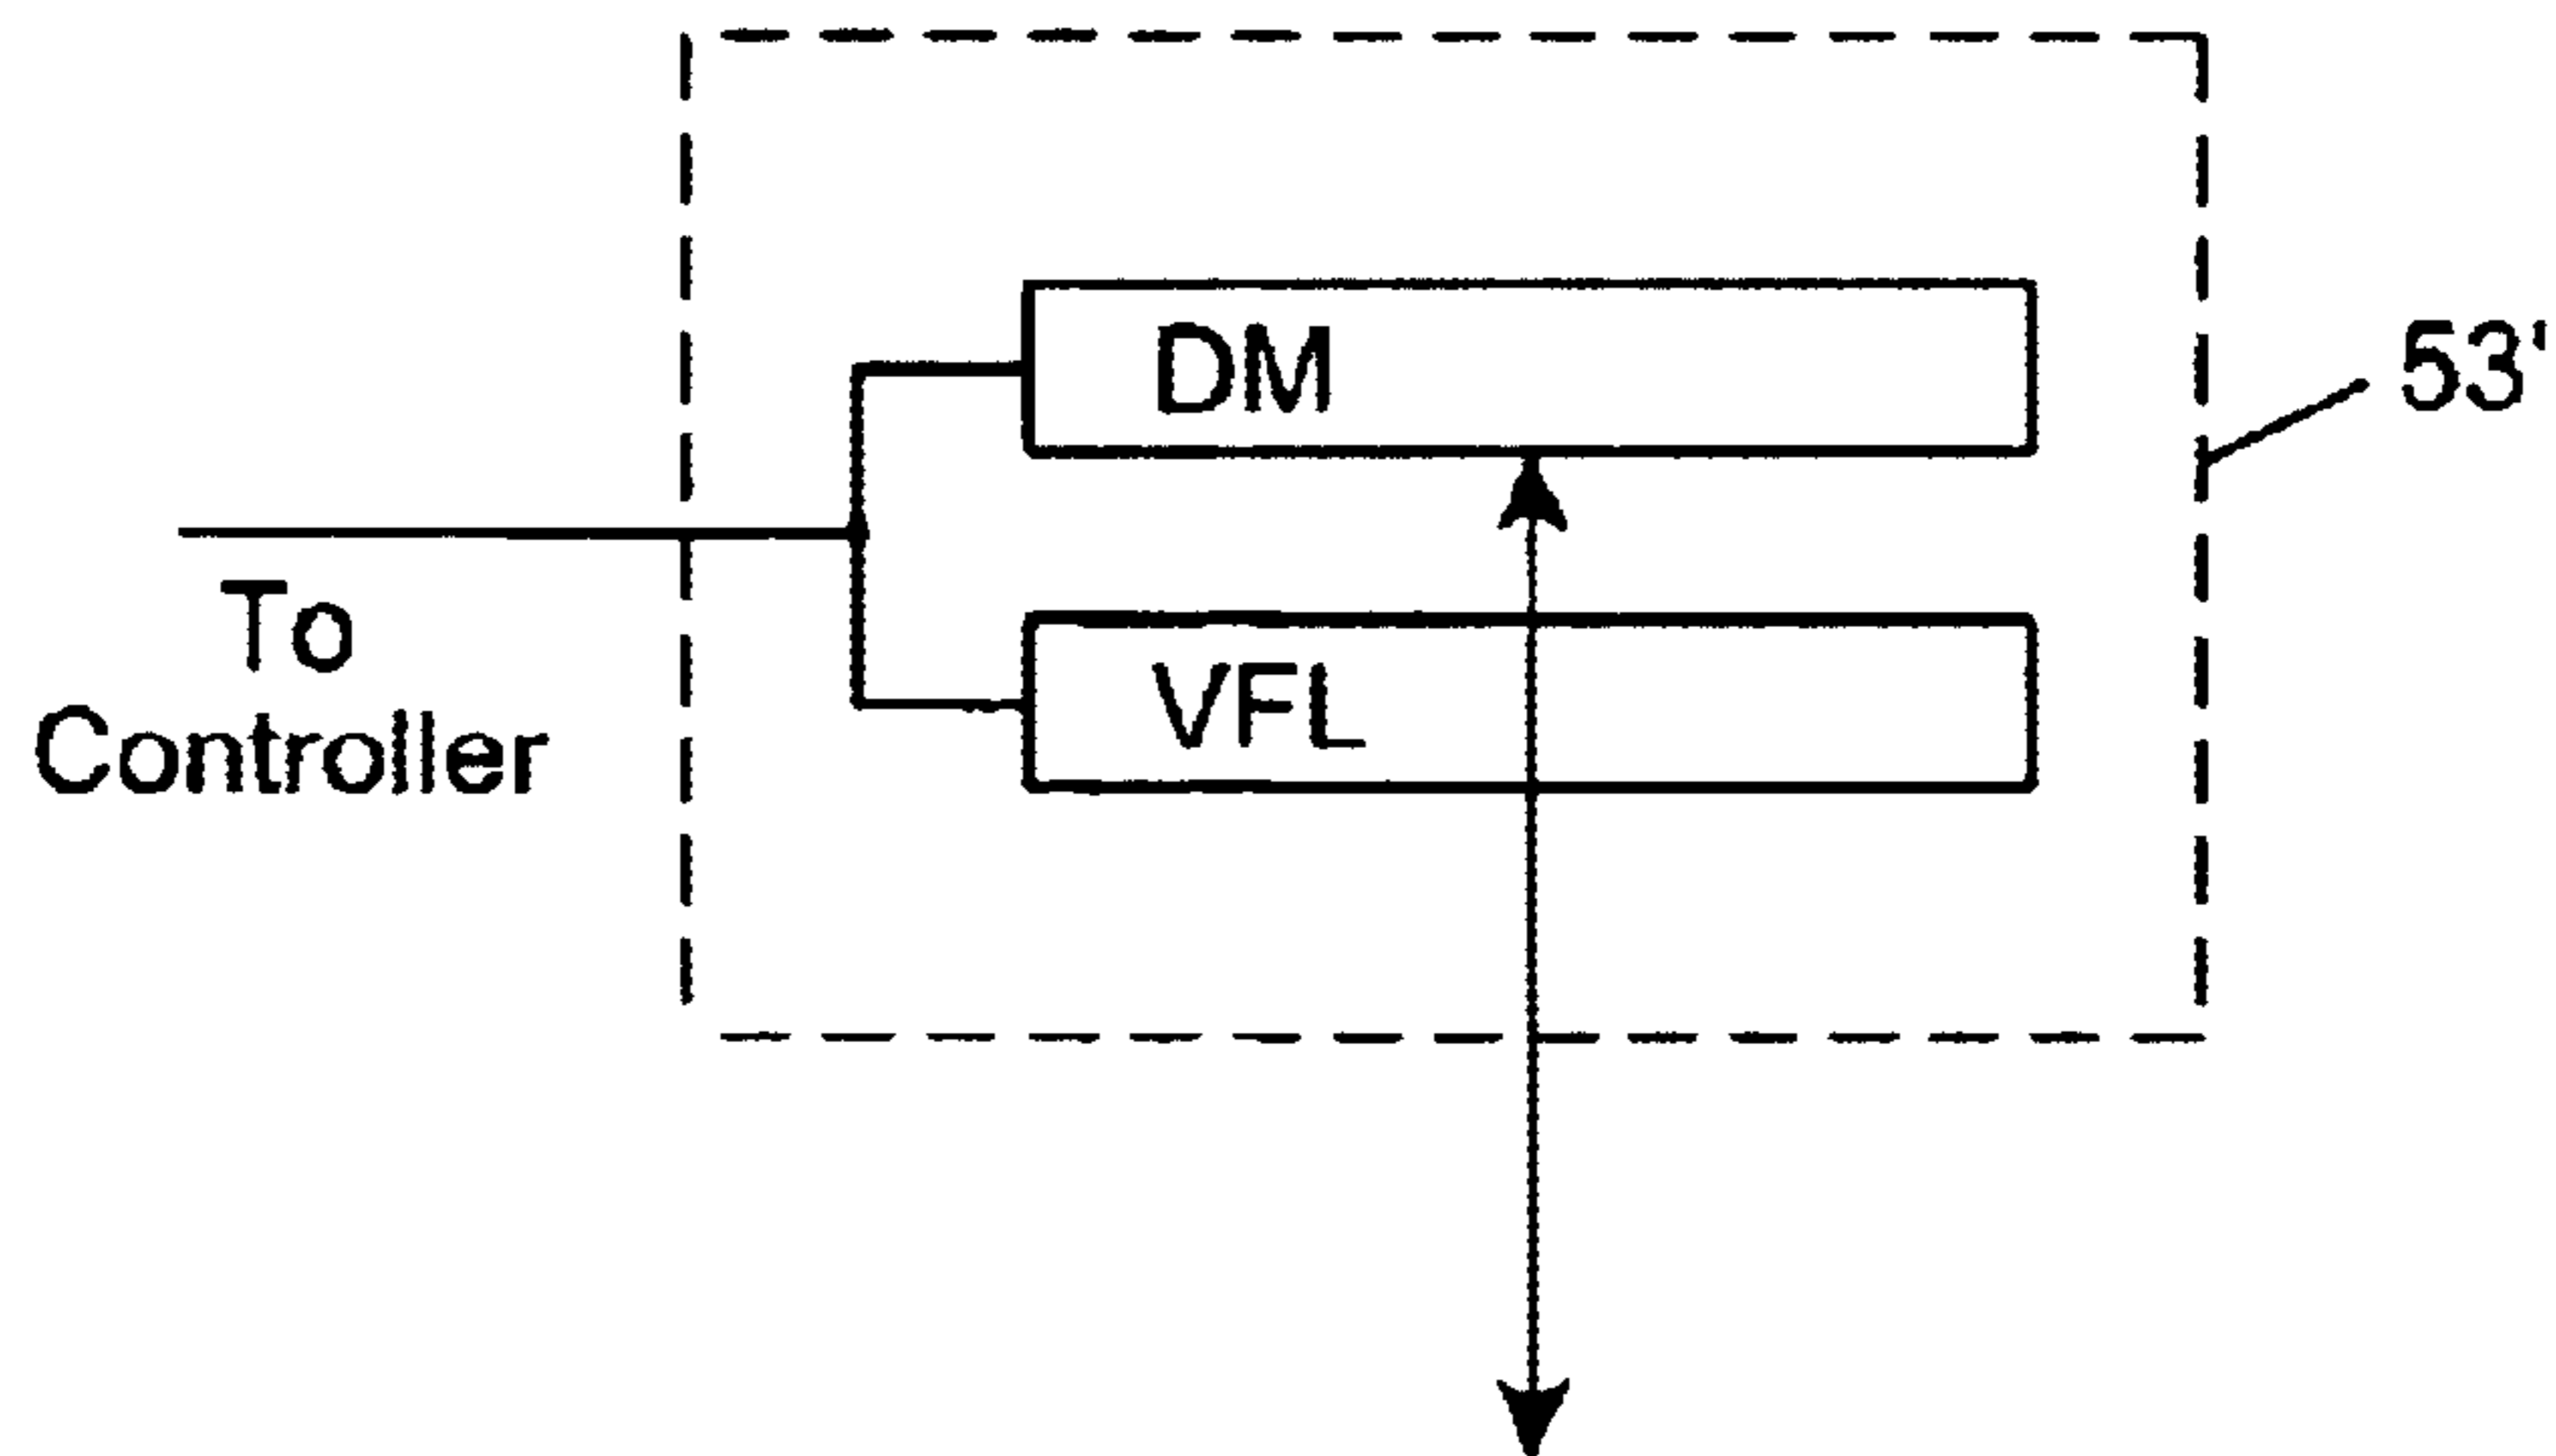 DM
53'
To
Controller
VFL